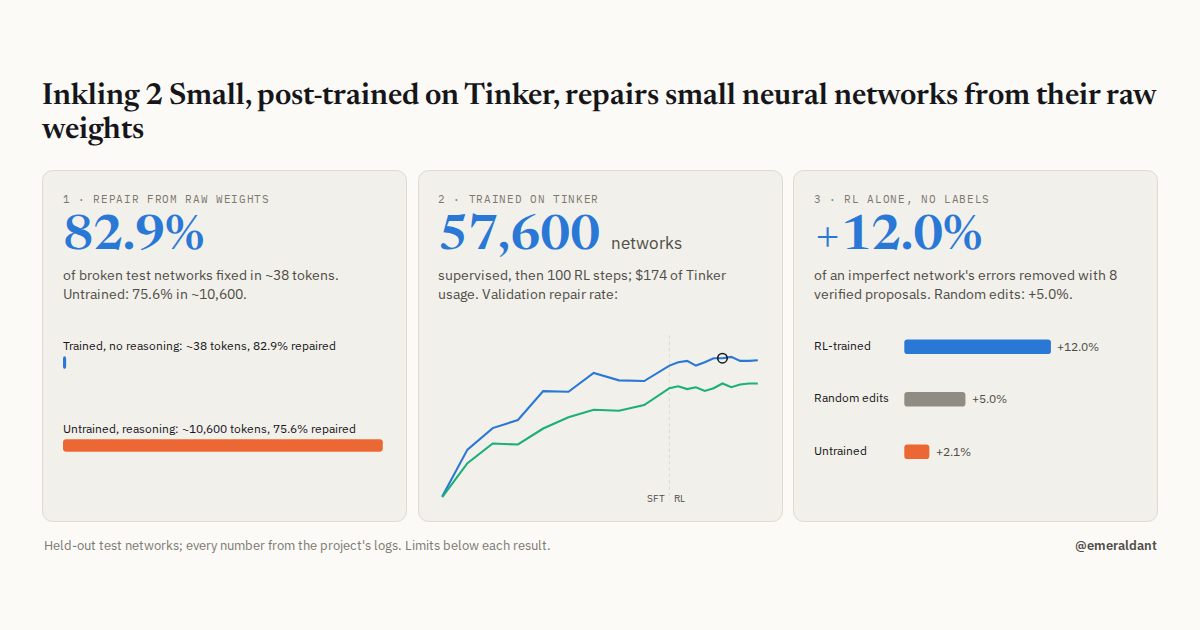 Inkling 2 Small, post-trained on Tinker, repairs small neural networks from their raw
weights
1 · REPAIR FROM RAW WEIGHTS
82.9%
of broken test networks fixed in ~38 tokens.
Untrained: 75.6% in ~10,600.
Trained, no reasoning: ~38 tokens, 82.9% repaired
Untrained, reasoning: ~10,600 tokens, 75.6% repaired
2 · TRAINED ON TINKER
57,600 networks
supervised, then 100 RL steps; $174 of Tinker
usage. Validation repair rate:
SFT RL
3 · RL ALONE, NO LABELS
+12.0%
of an imperfect network's errors removed with 8
verified proposals. Random edits: +5.0%.
RL-trained +12.0%
Random edits +5.0%
Untrained +2.1%
Held-out test networks; every number from the project's logs. Limits below each result.
@emeraldant